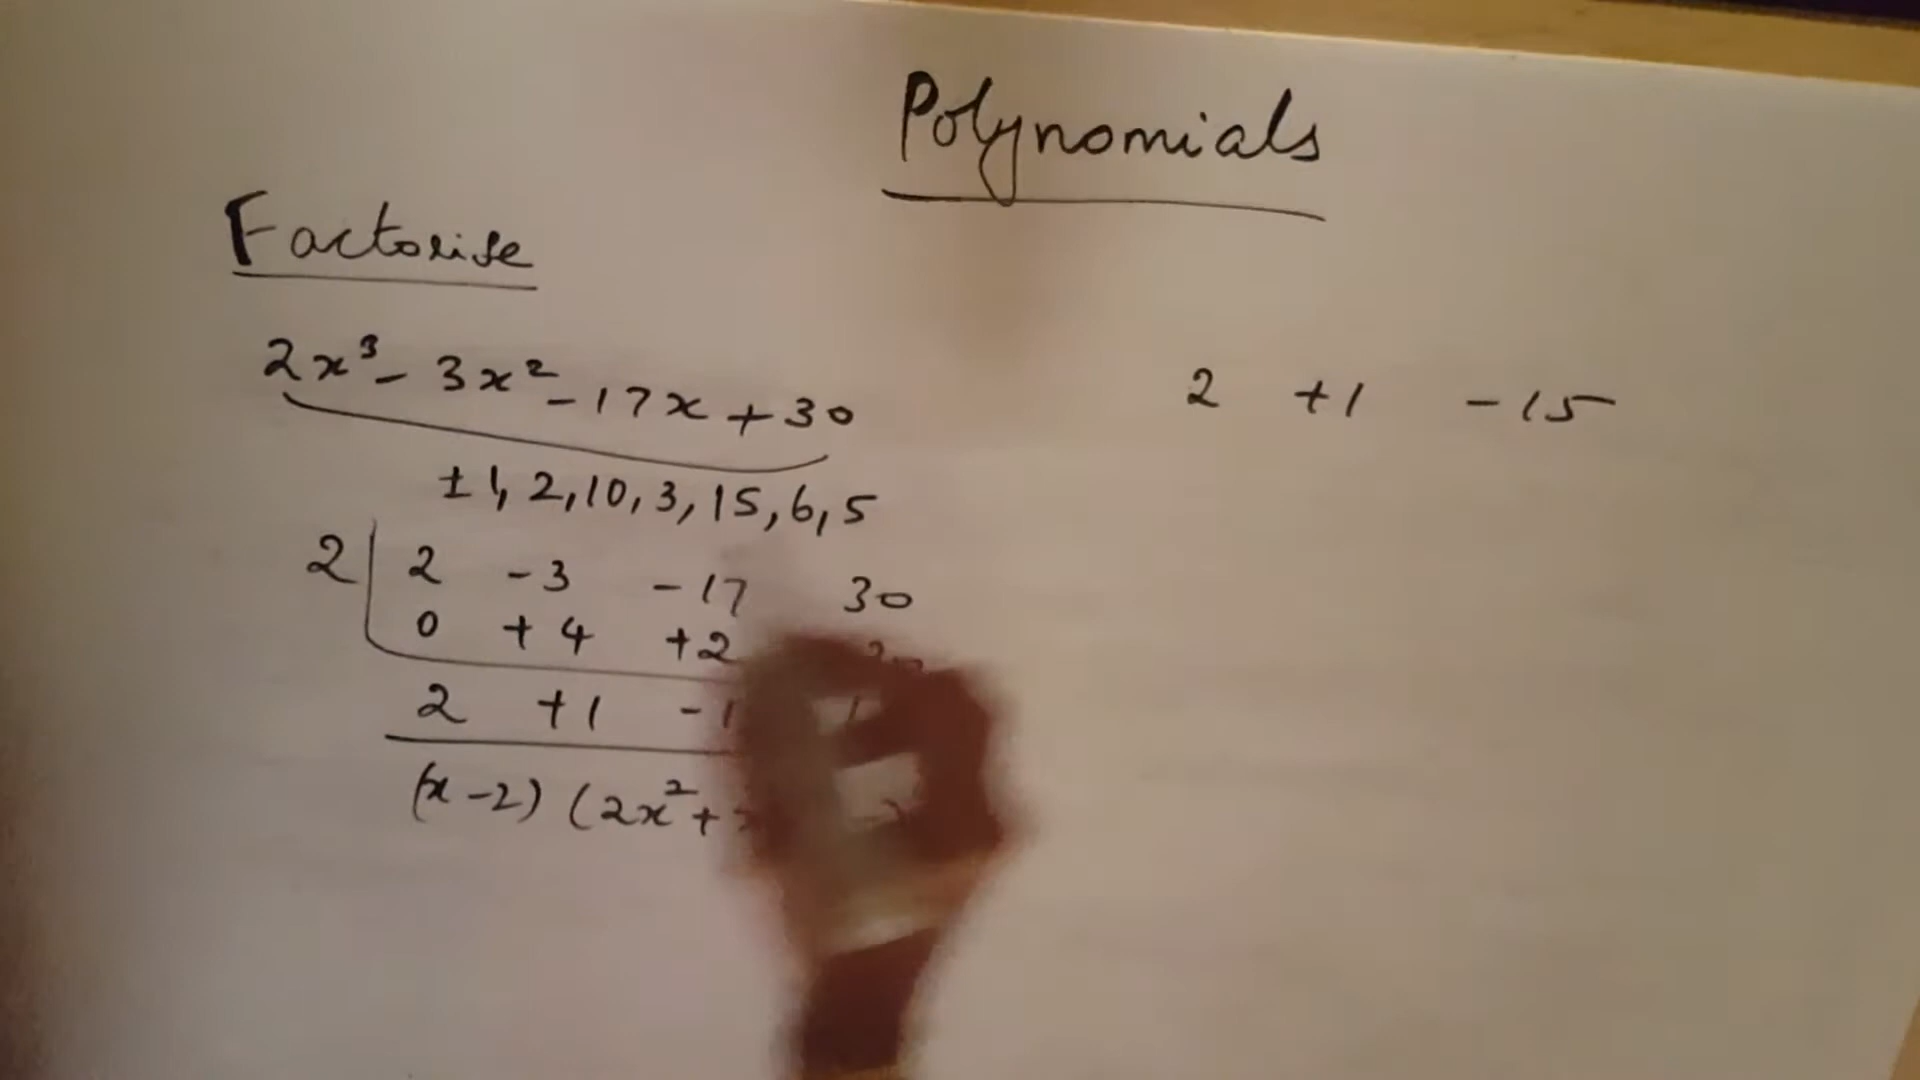 Polynomials
Factorise
2x³ - 3x² - 17x + 30
2 +1 -15
± 1, 2, 10, 3, 15, 6, 5
2 | 2 -3 -17 30
0 +4 +2
2 +1 -1
(x-2) (2x²+